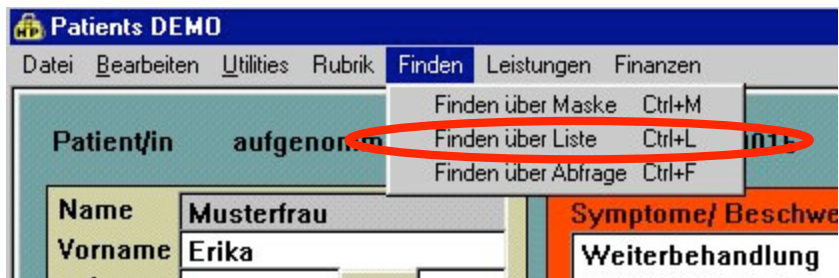 Patients DEMO
Datei Bearbeiten Utilities Rubrik Finden Leistungen Finanzen
Finden über Maske Ctrl+M
Patient/in
Finden über Liste Ctrl+L
Finden über Abfrage Ctrl+F
Name Musterfrau Symptome/
Vorname Erika Weiterbehandlung